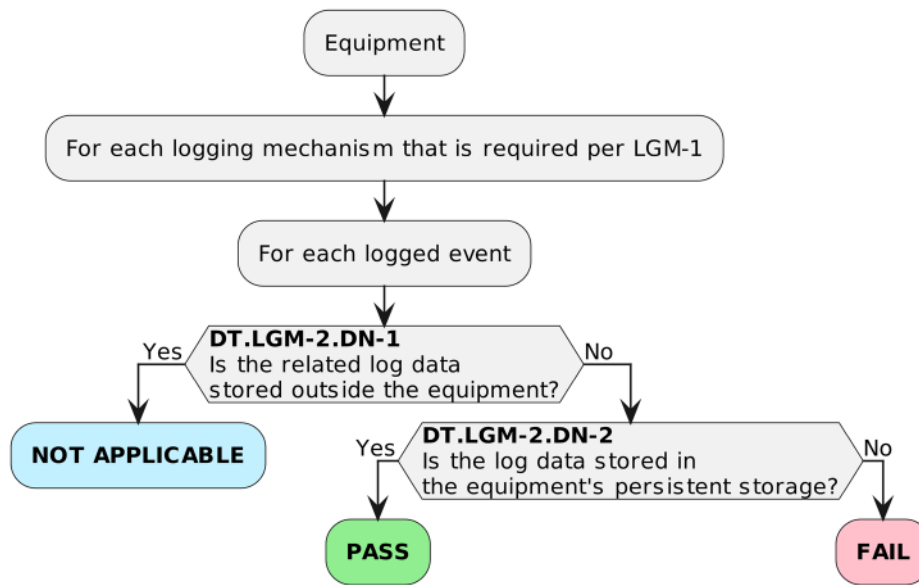 Equipment
For each logging mechanism that is required per LGM-1
For each logged event
Yes
DT.LGM-2.DN-1
Is the related log data
stored outside the equipment?
No
NOT APPLICABLE
Yes
DT.LGM-2.DN-2
Is the log data stored in
the equipment's persistent storage?
No
PASS
FAIL